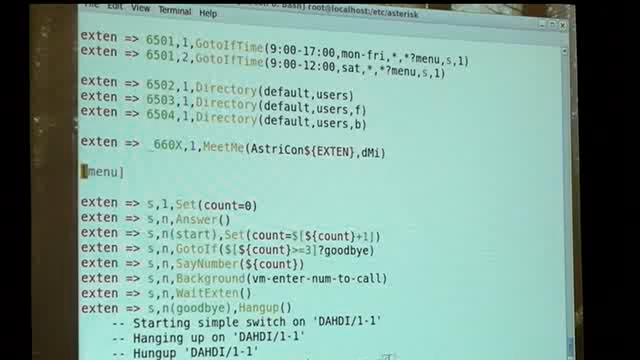 Edit View Terminal Help
root@localhost:/etc/asterisk
exten => 6501,1,GotoIfTime(9:00-17:00,mon-fri,*,*?menu,s,1)
exten => 6501,2,GotoIfTime(9:00-12:00,sat,*,*?menu,s,1)
exten => 6502,1,Directory(default,users)
exten => 6503,1,Directory(default,users,f)
exten => 6504,1,Directory(default,users,b)
exten => _660X,1,MeetMe(AstriCon${EXTEN},dMi)
[menu]
exten => s,1,Set(count=0)
exten => s,n,Answer()
exten => s,n(start),Set(count=$[${count}+1])
exten => s,n,GotoIf($[${count}>=3]?goodbye)
exten => s,n,SayNumber(${count})
exten => s,n,Background(vm-enter-num-to-call)
exten => s,n,WaitExten()
exten => s,n(goodbye),Hangup()
-- Starting simple switch on 'DAHDI/1-1'
-- Hanging up on 'DAHDI/1-1'
-- Hungup 'DAHDI/1-1'